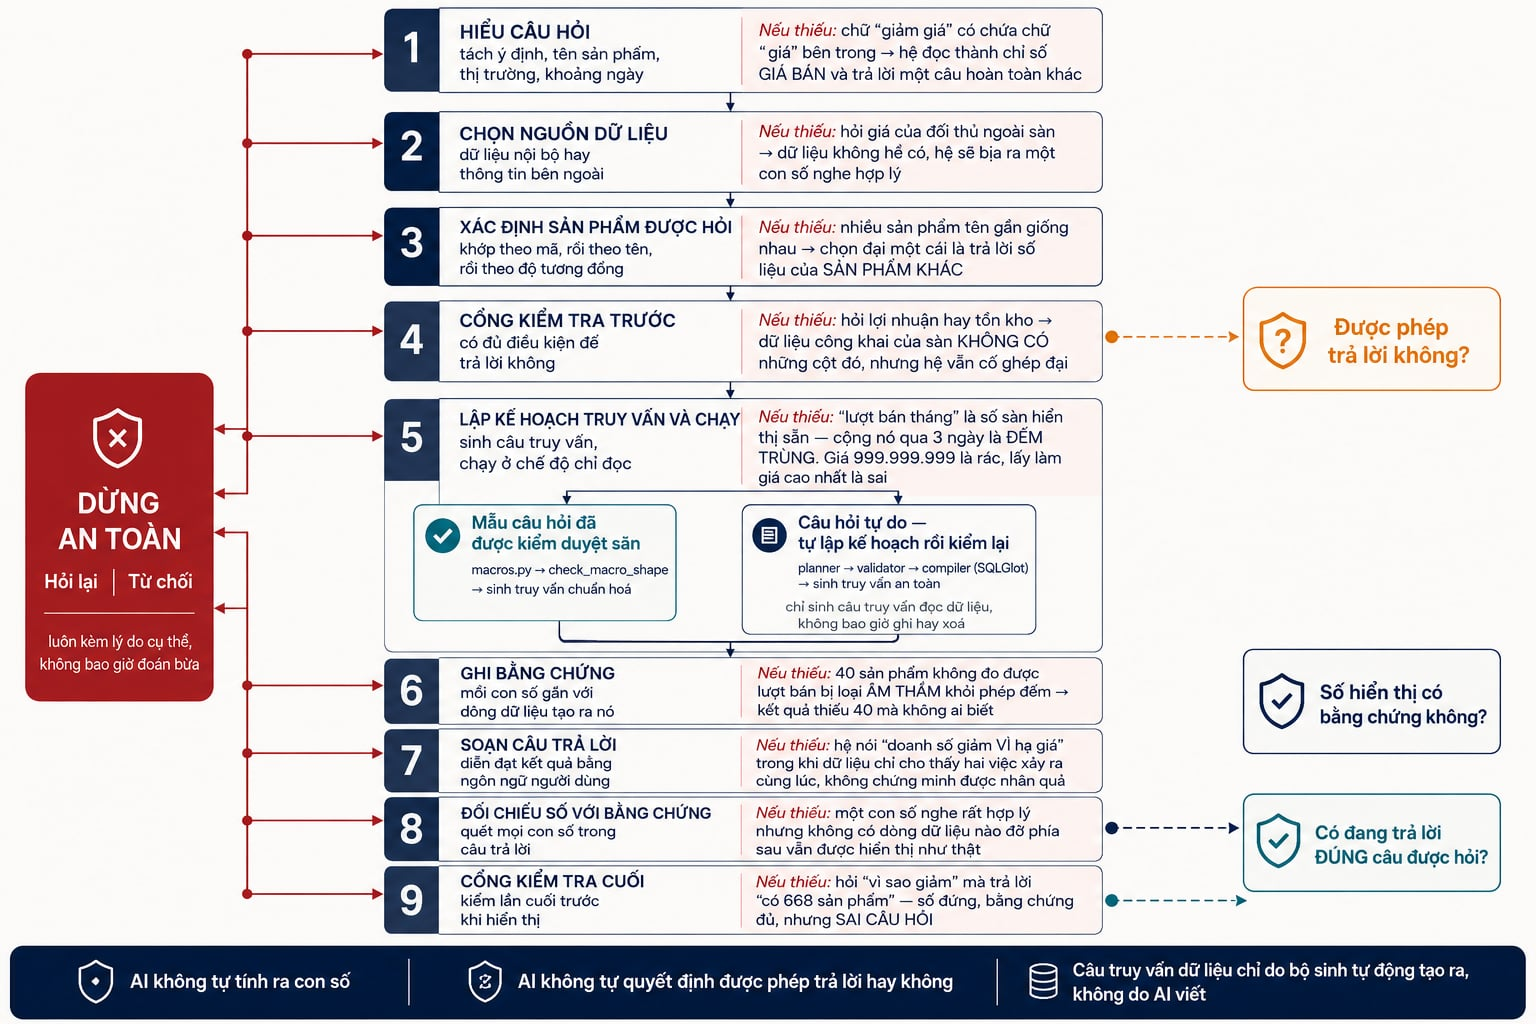 1
HIỂU CÂU HỎI
tách ý định, tên sản phẩm,
thị trường, khoảng ngày
Nếu thiếu: chữ “giảm giá” có chứa chữ
“giá” bên trong → hệ đọc thành chỉ số
GIÁ BÁN và trả lời một câu hoàn toàn khác
2
CHỌN NGUỒN DỮ LIỆU
dữ liệu nội bộ hay
thông tin bên ngoài
Nếu thiếu: hỏi giá của đối thủ ngoài sàn
→ dữ liệu không hề có, hệ sẽ bịa ra một
con số nghe hợp lý
3
XÁC ĐỊNH SẢN PHẨM ĐƯỢC HỎI
khớp theo mã, rồi theo tên,
rồi theo độ tương đồng
Nếu thiếu: nhiều sản phẩm tên gần giống
nhau → chọn đại một cái là trả lời số
liệu của SẢN PHẨM KHÁC
4
CỔNG KIỂM TRA TRƯỚC
có đủ điều kiện để
trả lời không
Nếu thiếu: hỏi lợi nhuận hay tồn kho →
dữ liệu công khai của sàn KHÔNG CÓ
những cột đó, nhưng hệ vẫn cố ghép đại
Được phép
trả lời không?
5
LẬP KẾ HOẠCH TRUY VẤN VÀ CHẠY
sinh câu truy vấn,
chạy ở chế độ chỉ đọc
Nếu thiếu: “lượt bán tháng” là số sàn hiển
thị sẵn — cộng nó qua 3 ngày là ĐẾM
TRÙNG. Giá 999.999.999 là rác, lấy làm
giá cao nhất là sai
Mẫu câu hỏi đã
được kiểm duyệt sẵn
macros.py → check_macro_shape
→ sinh truy vấn chuẩn hoá
Câu hỏi tự do —
tự lập kế hoạch rồi kiểm lại
planner → validator → compiler (SQLGlot)
→ sinh truy vấn an toàn
chỉ sinh câu truy vấn đọc dữ liệu,
không bao giờ ghi hay xoá
DỪNG
AN TOÀN
Hỏi lại | Từ chối
luôn kèm lý do cụ thể,
không bao giờ đoán bừa
6
GHI BẰNG CHỨNG
mỗi con số gắn với
dòng dữ liệu tạo ra nó
Nếu thiếu: 40 sản phẩm không đo được
lượt bán bị loại ÂM THẦM khỏi phép đếm →
kết quả thiếu 40 mà không ai biết
Số hiển thị có
bằng chứng không?
7
SOẠN CÂU TRẢ LỜI
diễn đạt kết quả bằng
ngôn ngữ người dùng
Nếu thiếu: hệ nói “doanh số giảm VÌ hạ giá”
trong khi dữ liệu chỉ cho thấy hai việc xảy ra
cùng lúc, không chứng minh được nhân quả
8
ĐỐI CHIẾU SỐ VỚI BẰNG CHỨNG
quét mọi con số trong
câu trả lời
Nếu thiếu: một con số nghe rất hợp lý
nhưng không có dòng dữ liệu nào đỡ phía
sau vẫn được hiển thị như thật
Có đang trả lời
ĐÚNG câu được hỏi?
9
CỔNG KIỂM TRA CUỐI
kiểm lần cuối trước
khi hiển thị
Nếu thiếu: hỏi “vì sao giảm” mà trả lời
“có 668 sản phẩm” — số đứng, bằng chứng
đủ, nhưng SAI CÂU HỎI
AI không tự tính ra con số
AI không tự quyết định được phép trả lời hay không
Câu truy vấn dữ liệu chỉ do bộ sinh tự động tạo ra,
không do AI viết